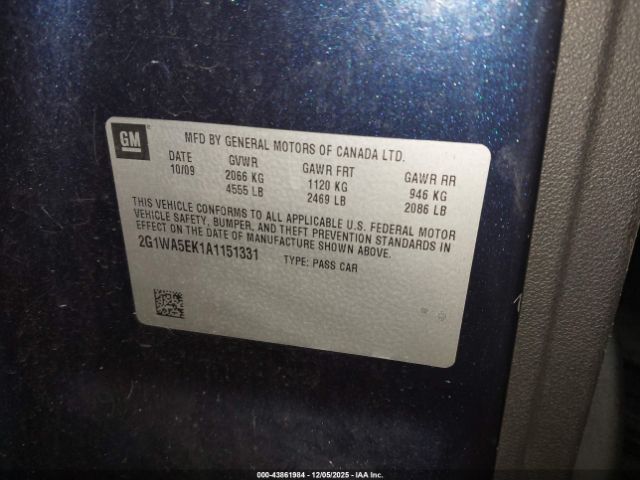 GM
MFD BY GENERAL MOTORS OF CANADA LTD.
DATE GVWR GAWR FRT GAWR RR
10/09 2066 KG 1120 KG 946 KG
4555 LB 2469 LB 2086 LB
THIS VEHICLE CONFORMS TO ALL APPLICABLE U.S. FEDERAL MOTOR
VEHICLE SAFETY, BUMPER, AND THEFT PREVENTION STANDARDS IN
EFFECT ON THE DATE OF MANUFACTURE SHOWN ABOVE.
2G1WA5EK1A1151331 TYPE: PASS CAR
000-43861984 - 12/05/2025 - IAA Inc.